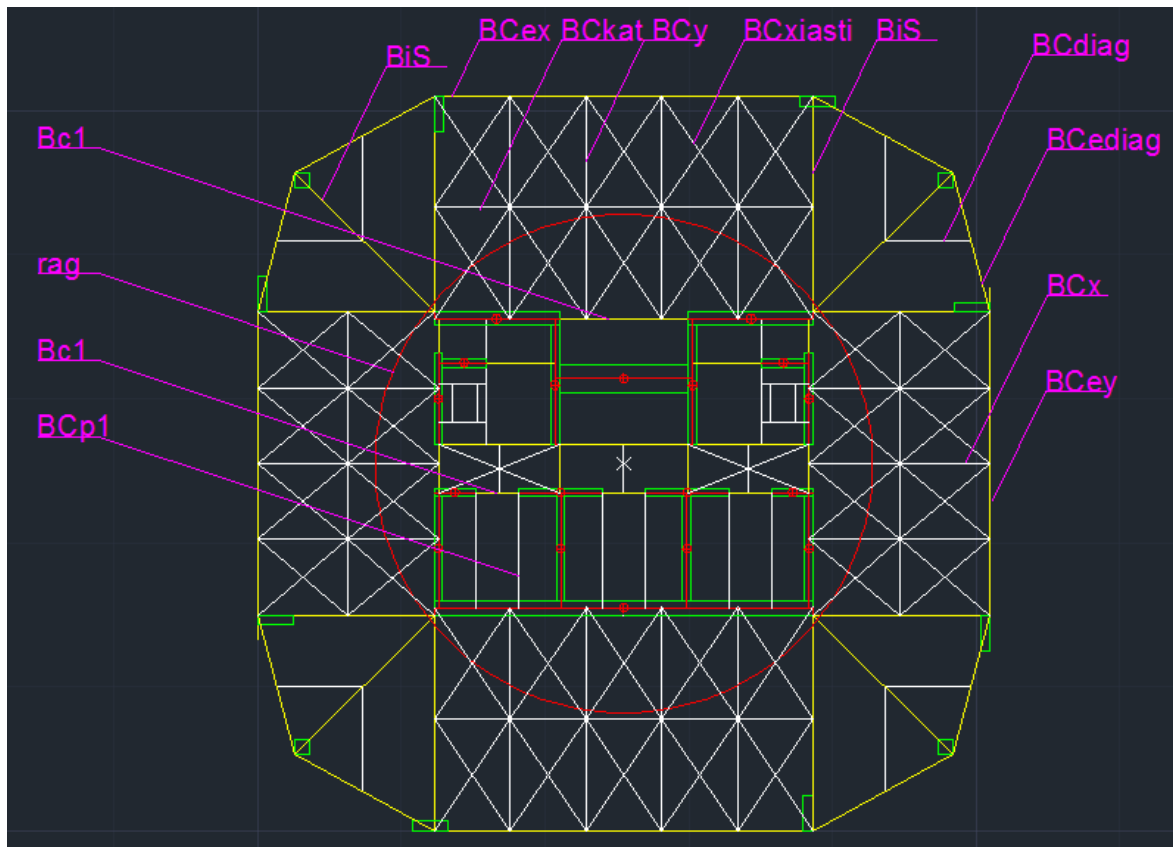 BCex BCkat BCy BCxiasti BiS
BiS BCdiag
Bc1 BCediag
rag BCx
Bc1 BCey
BCp1